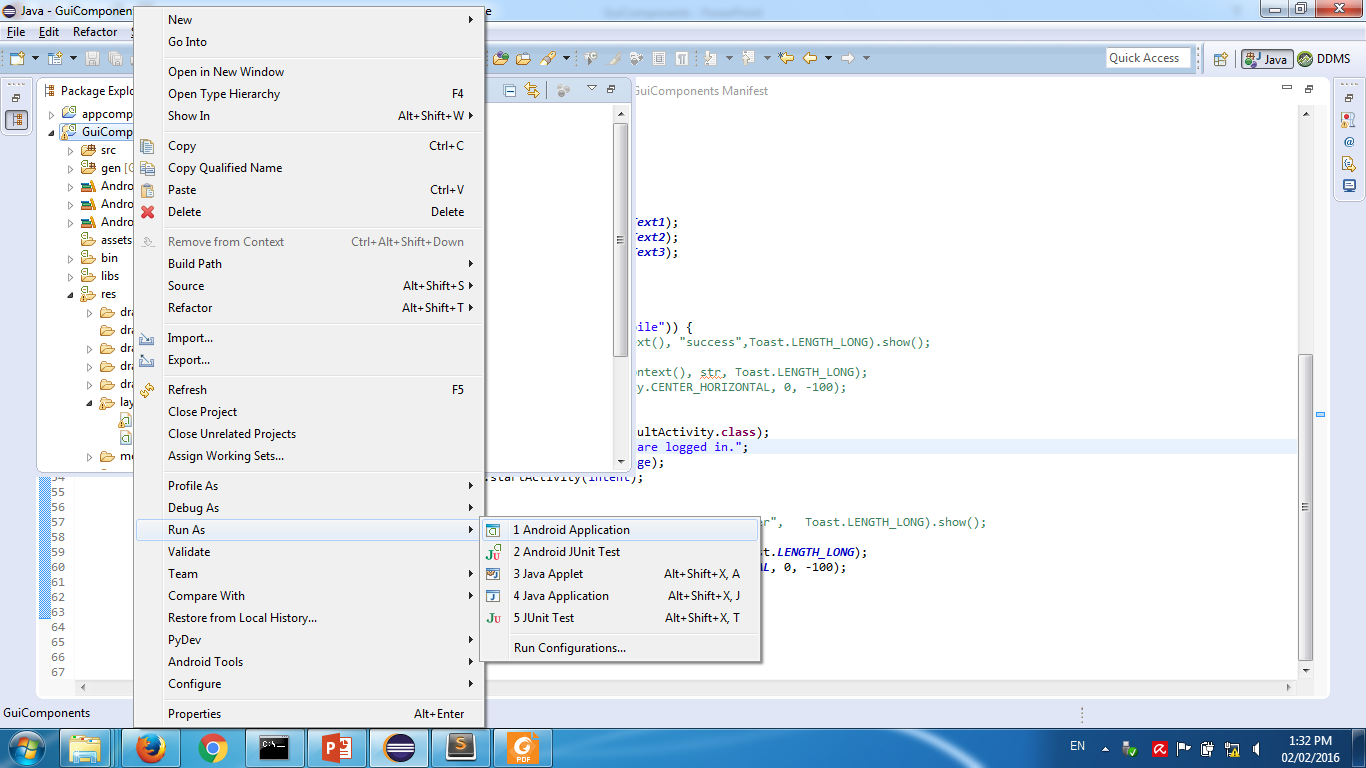 Java - GuiComponen
File Edit Refactor
Quick Access
Java
DDMS
Package Explo
GuiComponents Manifest
appcomp
GuiComp
src
gen [G
Andro
Andro
Andro
assets
bin
libs
res
dra
dra
dra
dra
dra
lay
me
New
Go Into
Open in New Window
Open Type Hierarchy F4
Show In Alt+Shift+W
Copy Ctrl+C
Copy Qualified Name
Paste Ctrl+V
Delete Delete
Remove from Context Ctrl+Alt+Shift+Down
Build Path
Source Alt+Shift+S
Refactor Alt+Shift+T
Import...
Export...
Refresh F5
Close Project
Close Unrelated Projects
Assign Working Sets...
Profile As
Debug As
Run As
Validate
Team
Compare With
Restore from Local History...
PyDev
Android Tools
Configure
Properties Alt+Enter
1 Android Application
2 Android JUnit Test
3 Java Applet Alt+Shift+X, A
4 Java Application Alt+Shift+X, J
5 JUnit Test Alt+Shift+X, T
Run Configurations...
ext1);
ext2);
ext3);
ile")) {
xt(), "success",Toast.LENGTH_LONG).show();
ntext(), str, Toast.LENGTH_LONG);
y.CENTER_HORIZONTAL, 0, -100);
ultActivity.class);
are logged in.";
ge);
.startActivity(intent);
er", Toast.LENGTH_LONG).show();
st.LENGTH_LONG);
AL, 0, -100);
54
55
56
57
58
59
60
61
62
63
64
65
66
67
GuiComponents
EN
1:32 PM
02/02/2016